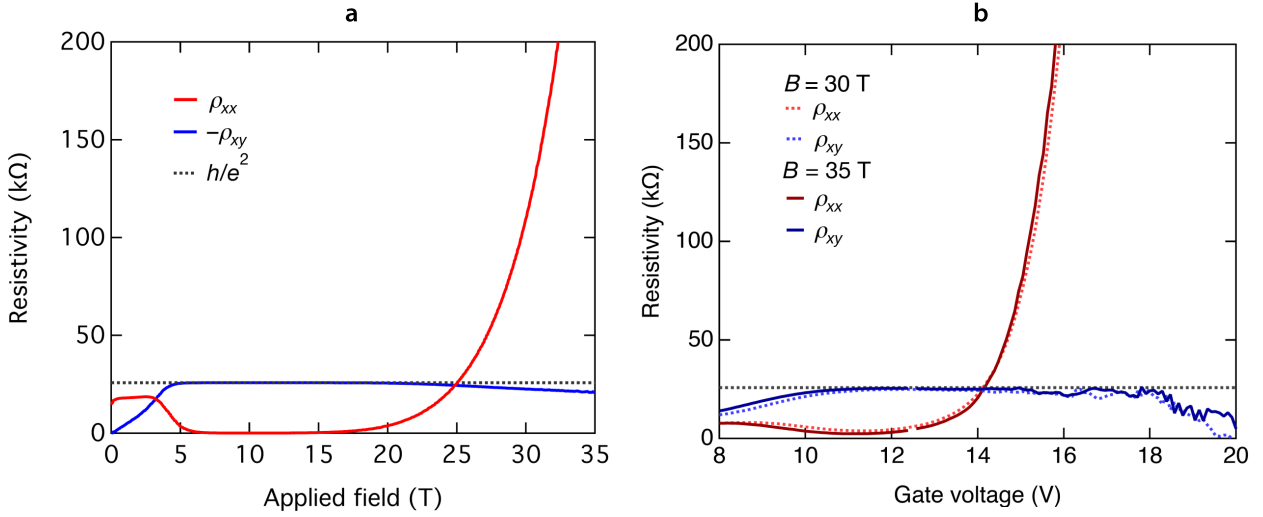 a
200
150
100
50
0
Resistivity (kΩ)
ρxx
−ρxy
h/e²
0 5 10 15 20 25 30 35
Applied field (T)
b
200
150
100
50
0
Resistivity (kΩ)
B = 30 T
ρxx
ρxy
B = 35 T
ρxx
ρxy
8 10 12 14 16 18 20
Gate voltage (V)